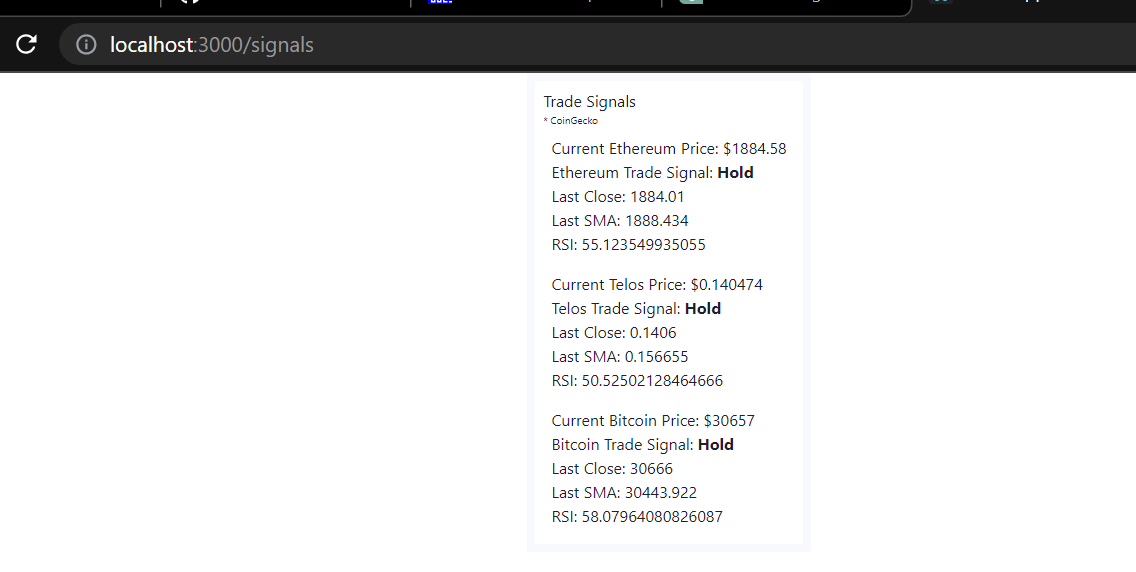 localhost:3000/signals
Trade Signals
* CoinGecko
Current Ethereum Price: $1884.58
Ethereum Trade Signal: Hold
Last Close: 1884.01
Last SMA: 1888.434
RSI: 55.123549935055
Current Telos Price: $0.140474
Telos Trade Signal: Hold
Last Close: 0.1406
Last SMA: 0.156655
RSI: 50.52502128464666
Current Bitcoin Price: $30657
Bitcoin Trade Signal: Hold
Last Close: 30666
Last SMA: 30443.922
RSI: 58.07964080826087